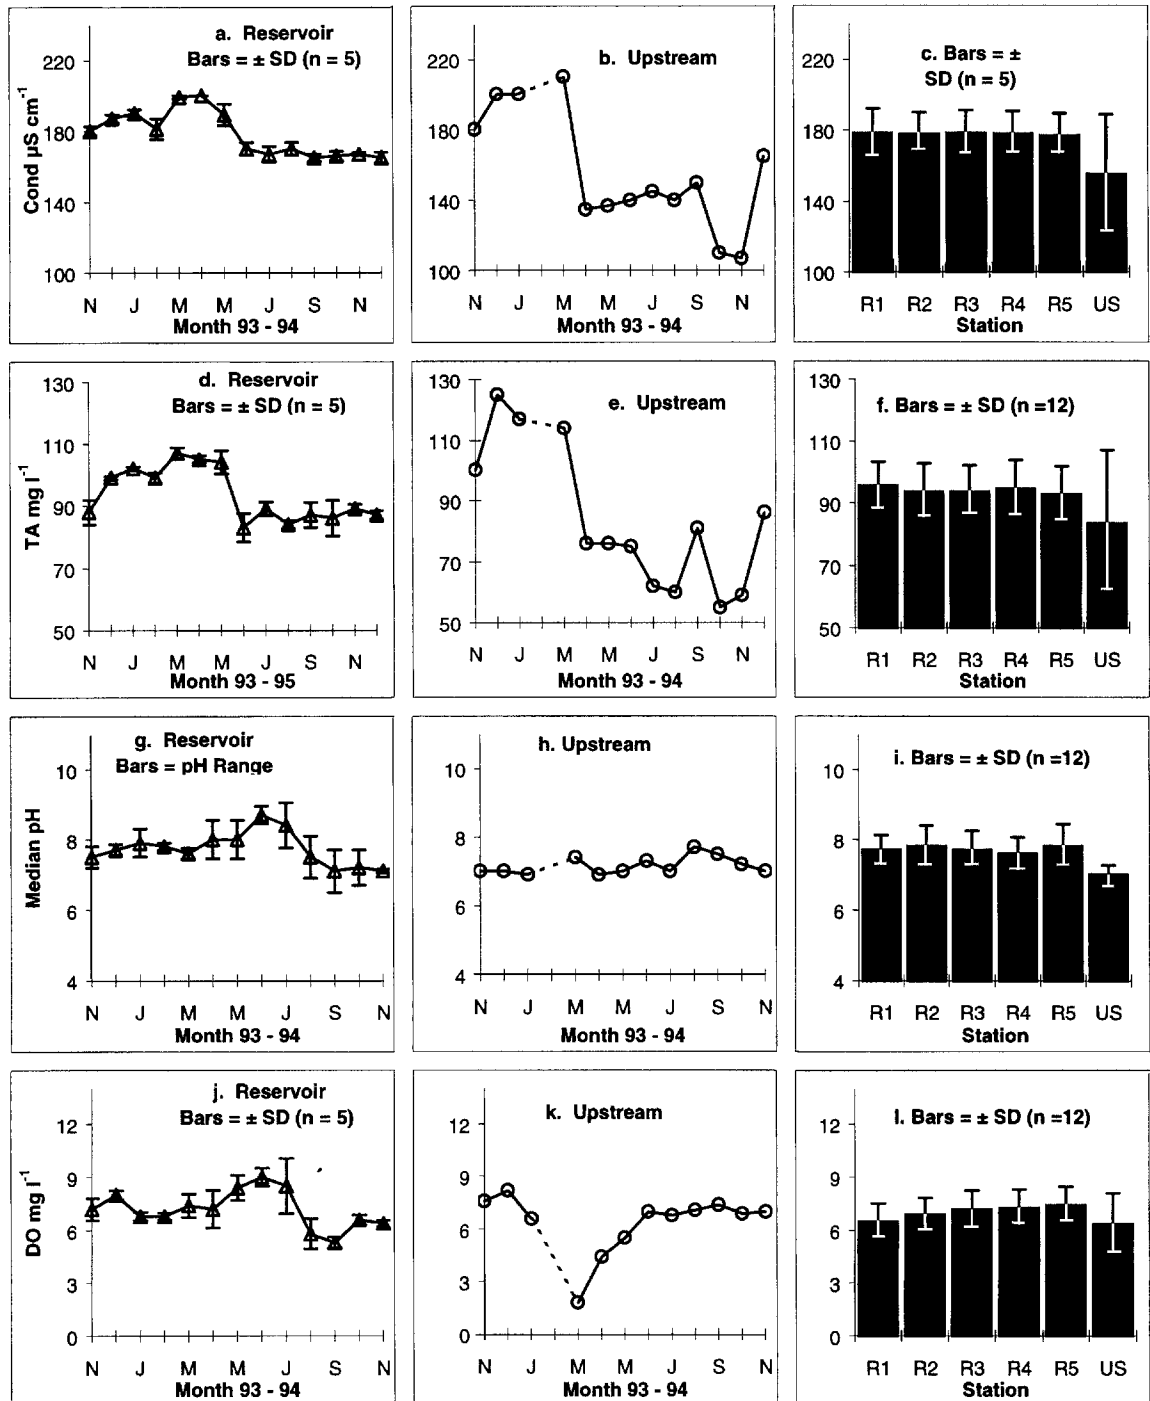 a. Reservoir
Bars = ± SD (n = 5)
Cond µS cm⁻¹
220
180
140
100
N J M M J S N
Month 93 - 94
b. Upstream
220
180
140
100
N J M M J S N
Month 93 - 94
c. Bars = ±
SD (n = 5)
220
180
140
100
R1 R2 R3 R4 R5 US
Station
d. Reservoir
Bars = ± SD (n = 5)
TA mg l⁻¹
130
110
90
70
50
N J M M J S N
Month 93 - 95
e. Upstream
130
110
90
70
50
N J M M J S N
Month 93 - 94
f. Bars = ± SD (n =12)
130
110
90
70
50
R1 R2 R3 R4 R5 US
Station
g. Reservoir
Bars = pH Range
Median pH
10
8
6
4
N J M M J S N
Month 93 - 94
h. Upstream
10
8
6
4
N J M M J S N
Month 93 - 94
i. Bars = ± SD (n =12)
10
8
6
4
R1 R2 R3 R4 R5 US
Station
j. Reservoir
Bars = ± SD (n = 5)
DO mg l⁻¹
12
9
6
3
0
N J M M J S N
Month 93 - 94
k. Upstream
12
9
6
3
0
N J M M J S N
Month 93 - 94
l. Bars = ± SD (n =12)
12
9
6
3
0
R1 R2 R3 R4 R5 US
Station